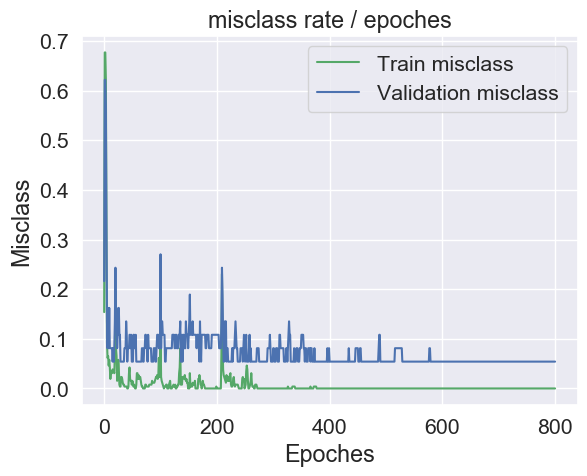 misclass rate / epoches
0.7
0.6
0.5
0.4
0.3
0.2
0.1
0.0
Misclass
Train misclass
Validation misclass
0 200 400 600 800
Epoches